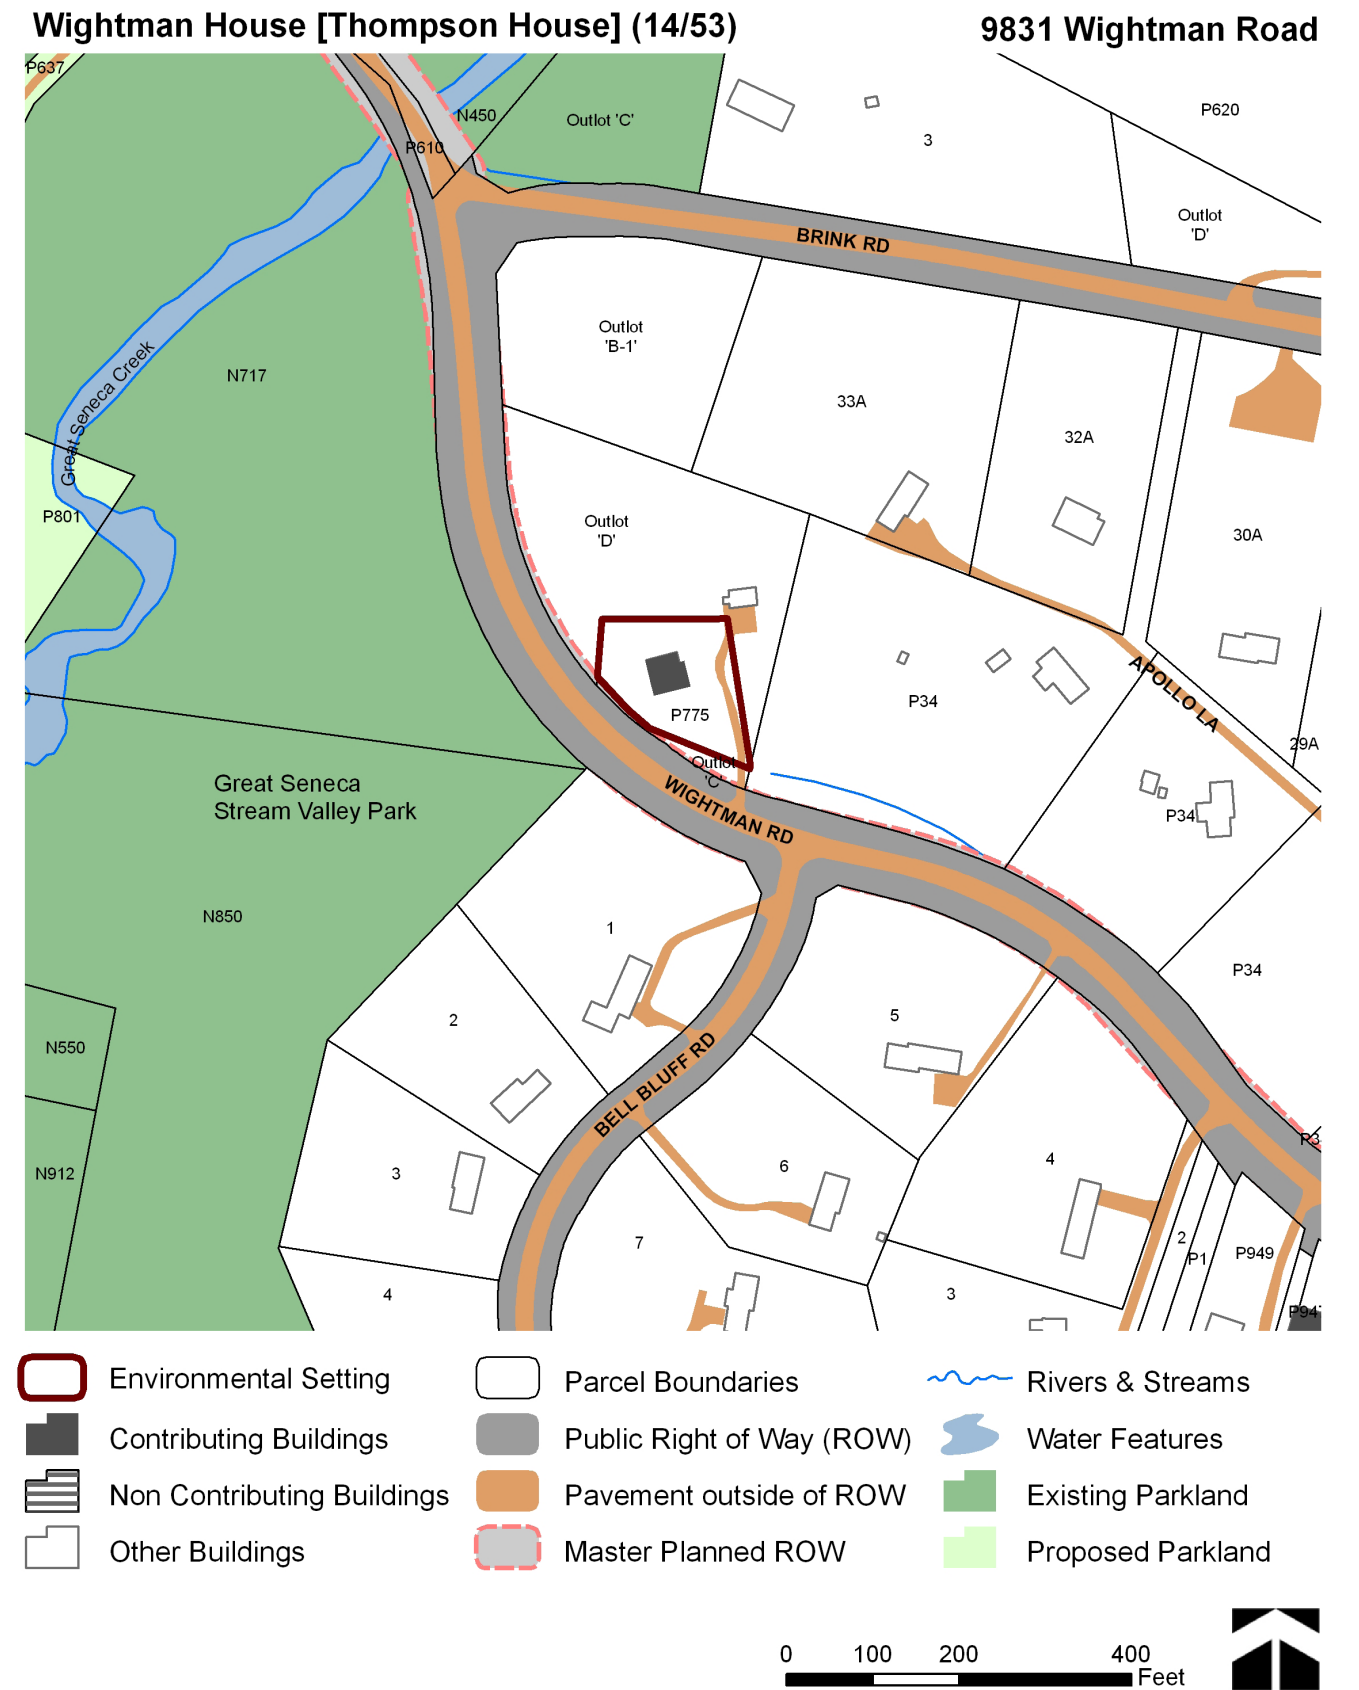 Wightman House [Thompson House] (14/53)
9831 Wightman Road
P637
N450
Outlot 'C'
P610
3
P620
Outlot
'D'
BRINK RD
Outlot
'B-1'
N717
Great Seneca Creek
33A
32A
30A
P801
Outlot
'D'
P775
P34
APOLLO LA
29A
Outlot
'C'
WIGHTMAN RD
Great Seneca
Stream Valley Park
P34
N850
1
P34
2
5
N550
BELL BLUFF RD
N912
3
6
4
7
2
P1
P949
4
3
Environmental Setting
Parcel Boundaries
Rivers & Streams
Contributing Buildings
Public Right of Way (ROW)
Water Features
Non Contributing Buildings
Pavement outside of ROW
Existing Parkland
Other Buildings
Master Planned ROW
Proposed Parkland
0 100 200 400
Feet